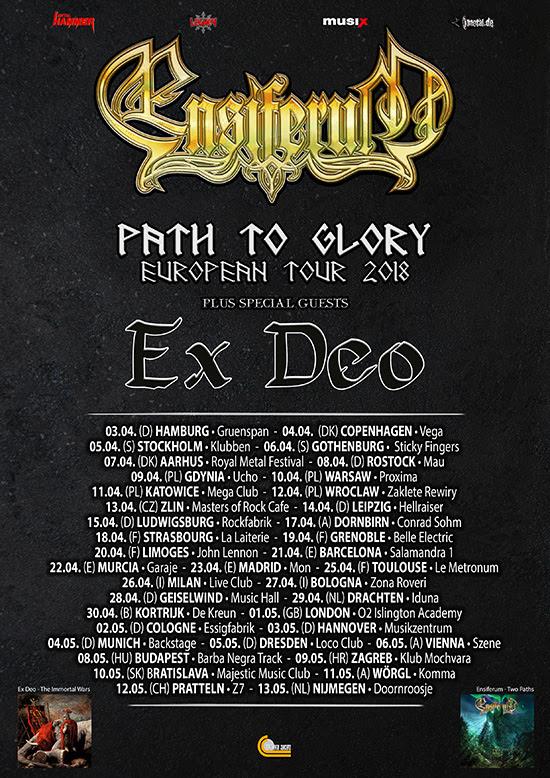 METAL HAMMER
LEGACY
musix
metal.de
Ensiferum
PATH TO GLORY
EUROPEAN TOUR 2018
PLUS SPECIAL GUESTS
Ex Deo
03.04. (D) HAMBURG • Gruenspan - 04.04. (DK) COPENHAGEN • Vega
05.04. (S) STOCKHOLM • Klubben - 06.04. (S) GOTHENBURG • Sticky Fingers
07.04. (DK) AARHUS • Royal Metal Festival - 08.04. (D) ROSTOCK • Mau
09.04. (PL) GDYNIA • Ucho - 10.04. (PL) WARSAW • Proxima
11.04. (PL) KATOWICE • Mega Club - 12.04. (PL) WROCLAW • Zaklete Rewiry
13.04. (CZ) ZLIN • Masters of Rock Cafe - 14.04. (D) LEIPZIG • Hellraiser
15.04. (D) LUDWIGSBURG • Rockfabrik - 17.04. (A) DORNBIRN • Conrad Sohm
18.04. (F) STRASBOURG • La Laiterie - 19.04. (F) GRENOBLE • Belle Electric
20.04. (F) LIMOGES • John Lennon - 21.04. (E) BARCELONA • Salamandra 1
22.04. (E) MURCIA • Garaje - 23.04. (E) MADRID • Mon - 25.04. (F) TOULOUSE • Le Metronum
26.04. (I) MILAN • Live Club - 27.04. (I) BOLOGNA • Zona Roveri
28.04. (D) GEISELWIND • Music Hall - 29.04. (NL) DRACHTEN • Iduna
30.04. (B) KORTRIJK • De Kreun - 01.05. (GB) LONDON • O2 Islington Academy
02.05. (D) COLOGNE • Essigfabrik - 03.05. (D) HANNOVER • Musikzentrum
04.05. (D) MUNICH • Backstage - 05.05. (D) DRESDEN • Loco Club - 06.05. (A) VIENNA • Szene
08.05. (HU) BUDAPEST • Barba Negra Track - 09.05. (HR) ZAGREB • Klub Mochvara
10.05. (SK) BRATISLAVA • Majestic Music Club - 11.05. (A) WÖRGL • Komma
12.05. (CH) PRATTELN • Z7 - 13.05. (NL) NIJMEGEN • Doornroosje
Ex Deo - The Immortal Wars
Ensiferum - Two Paths
Ensiferum